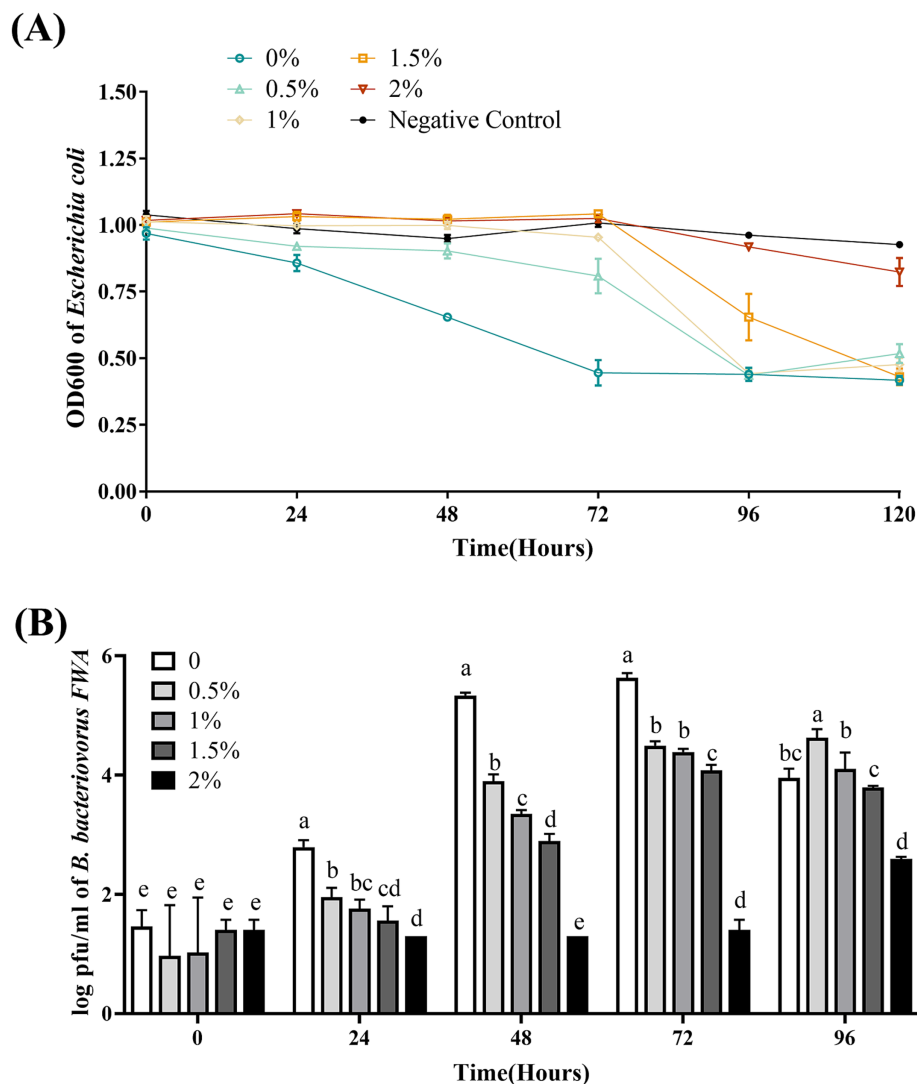 (A)
0%
1.5%
0.5%
2%
1%
Negative Control
OD600 of Escherichia coli
1.50
1.25
1.00
0.75
0.50
0.25
0.00
0 24 48 72 96 120
Time(Hours)
(B)
log pfu/ml of B. bacteriovorus FWA
6
4
2
0
0
0.5%
1%
1.5%
2%
e e e e e
a b bc cd d
a b c d e
a b b c d
bc a b c d
0 24 48 72 96
Time(Hours)